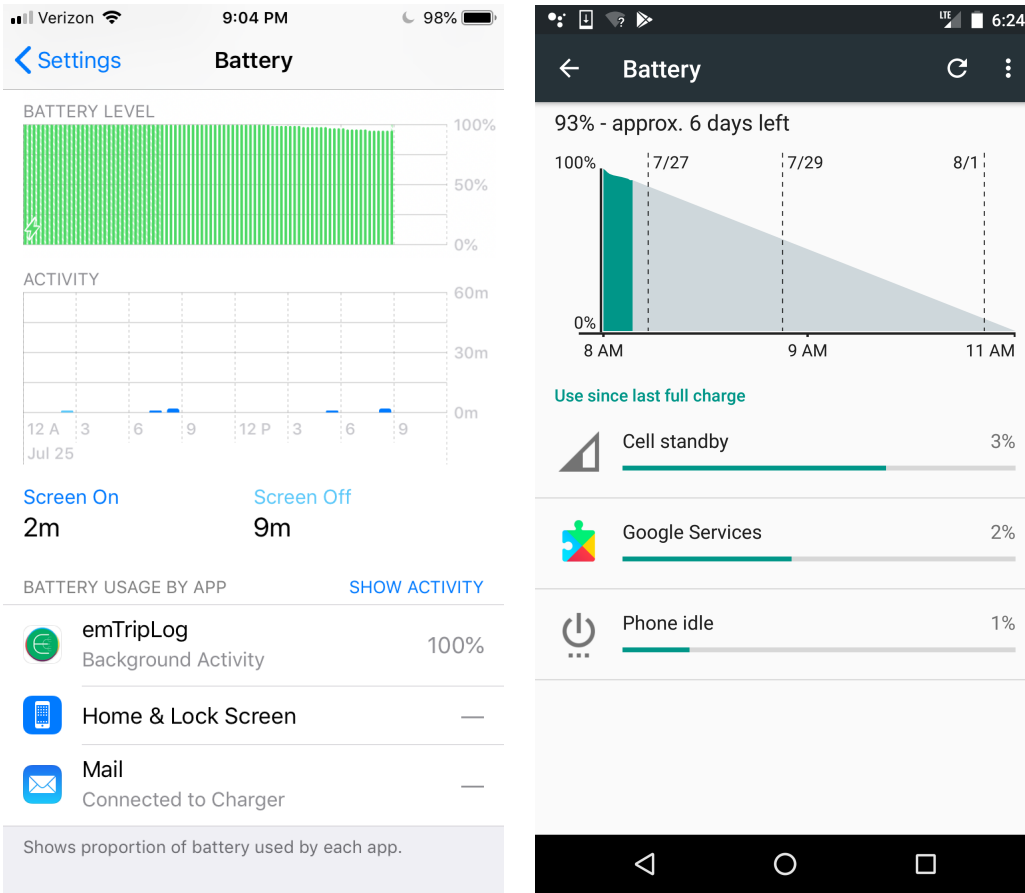 Verizon 9:04 PM 98%
Settings Battery
BATTERY LEVEL
100%
50%
0%
ACTIVITY
60m
30m
0m
12 A 3 6 9 12 P 3 6 9
Jul 25
Screen On Screen Off
2m 9m
BATTERY USAGE BY APP SHOW ACTIVITY
emTripLog
Background Activity
100%
Home & Lock Screen —
Mail
Connected to Charger
—
Shows proportion of battery used by each app.
? LTE 6:24
Battery
93% - approx. 6 days left
100% 7/27 7/29 8/1
0%
8 AM 9 AM 11 AM
Use since last full charge
Cell standby 3%
Google Services 2%
Phone idle 1%